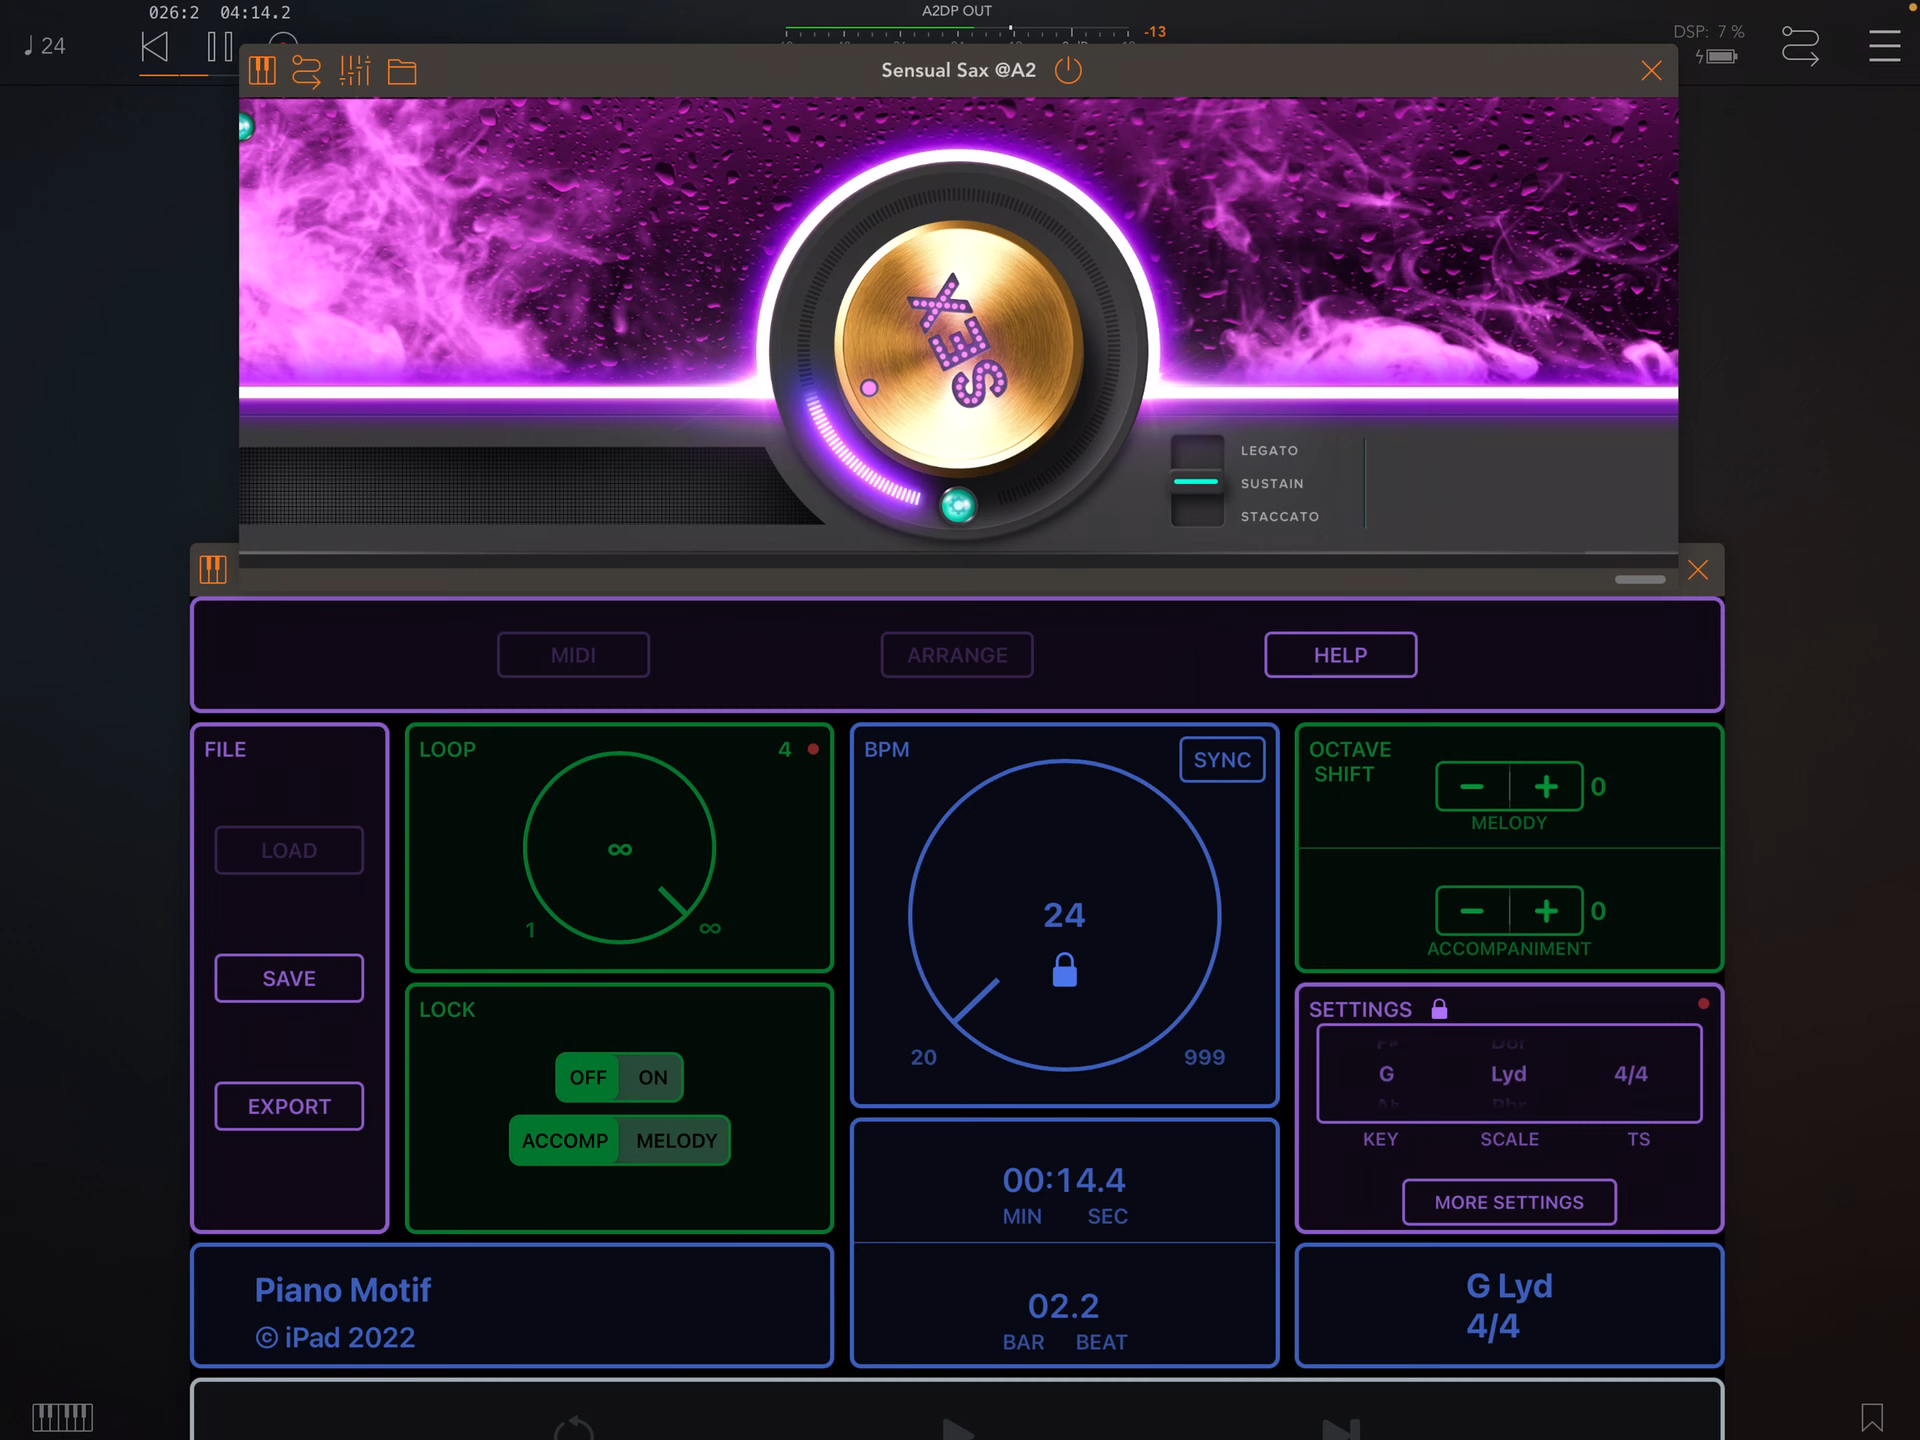 026:2 04:14.2
A2DP OUT
-13
DSP: 7 %
♩24
Sensual Sax @A2
SEX
LEGATO
SUSTAIN
STACCATO
MIDI
ARRANGE
HELP
FILE
LOAD
SAVE
EXPORT
LOOP
4
∞
1
∞
LOCK
OFF ON
ACCOMP MELODY
BPM
SYNC
24
20
999
00:14.4
MIN SEC
02.2
BAR BEAT
OCTAVE
SHIFT
− + 0
MELODY
− + 0
ACCOMPANIMENT
SETTINGS
G Lyd 4/4
KEY SCALE TS
MORE SETTINGS
Piano Motif
© iPad 2022
G Lyd
4/4